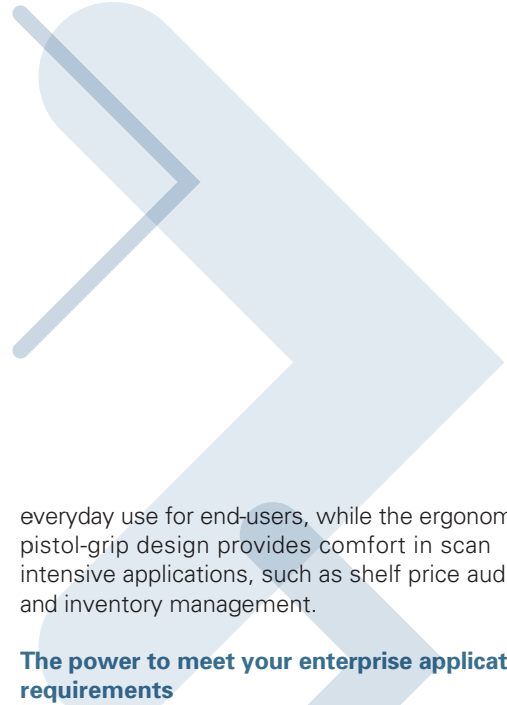 everyday use for end-users, while the ergonom
pistol-grip design provides comfort in scan
intensive applications, such as shelf price aud
and inventory management.
The power to meet your enterprise applicat
requirements